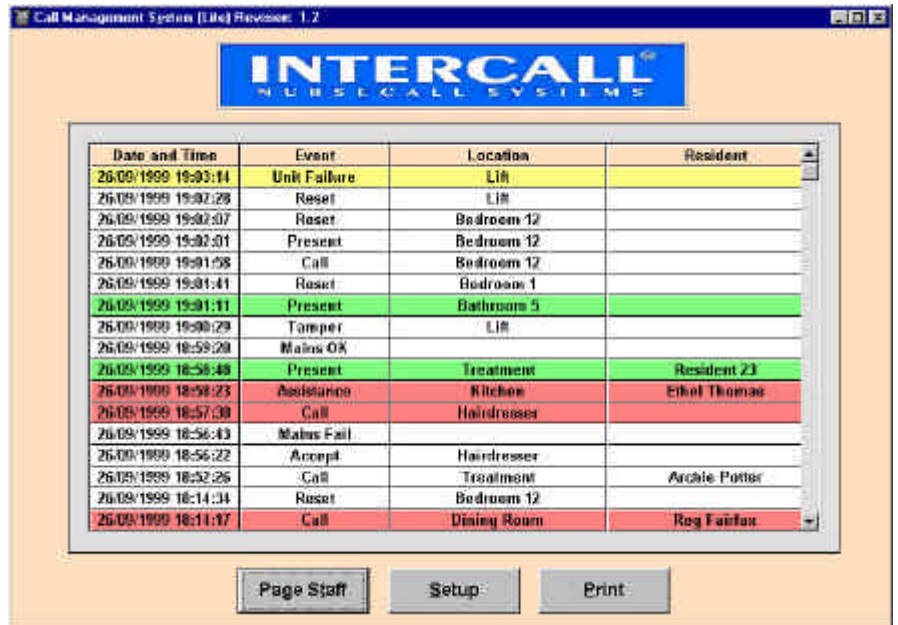 Call Management System (Lite) Revision: 1.2
INTERCALL®
NURSECALL SYSTEMS
Date and Time Event Location Resident
26/09/1999 19:03:14 Unit Failure Lift
26/09/1999 19:02:28 Reset Lift
26/09/1999 19:02:07 Reset Bedroom 12
26/09/1999 19:02:01 Present Bedroom 12
26/09/1999 19:01:58 Call Bedroom 12
26/09/1999 19:01:41 Reset Bedroom 1
26/09/1999 19:01:11 Present Bathroom 5
26/09/1999 19:00:29 Tamper Lift
26/09/1999 18:59:20 Mains OK
26/09/1999 18:58:48 Present Treatment Resident 23
26/09/1999 18:58:23 Assistance Kitchen Ethel Thomas
26/09/1999 18:57:30 Call Hairdresser
26/09/1999 18:56:43 Mains Fail
26/09/1999 18:56:22 Accept Hairdresser
26/09/1999 18:52:26 Call Treatment Archie Potter
26/09/1999 18:14:34 Reset Bedroom 12
26/09/1999 18:14:17 Call Dining Room Reg Fairfax
Page Staff Setup Print